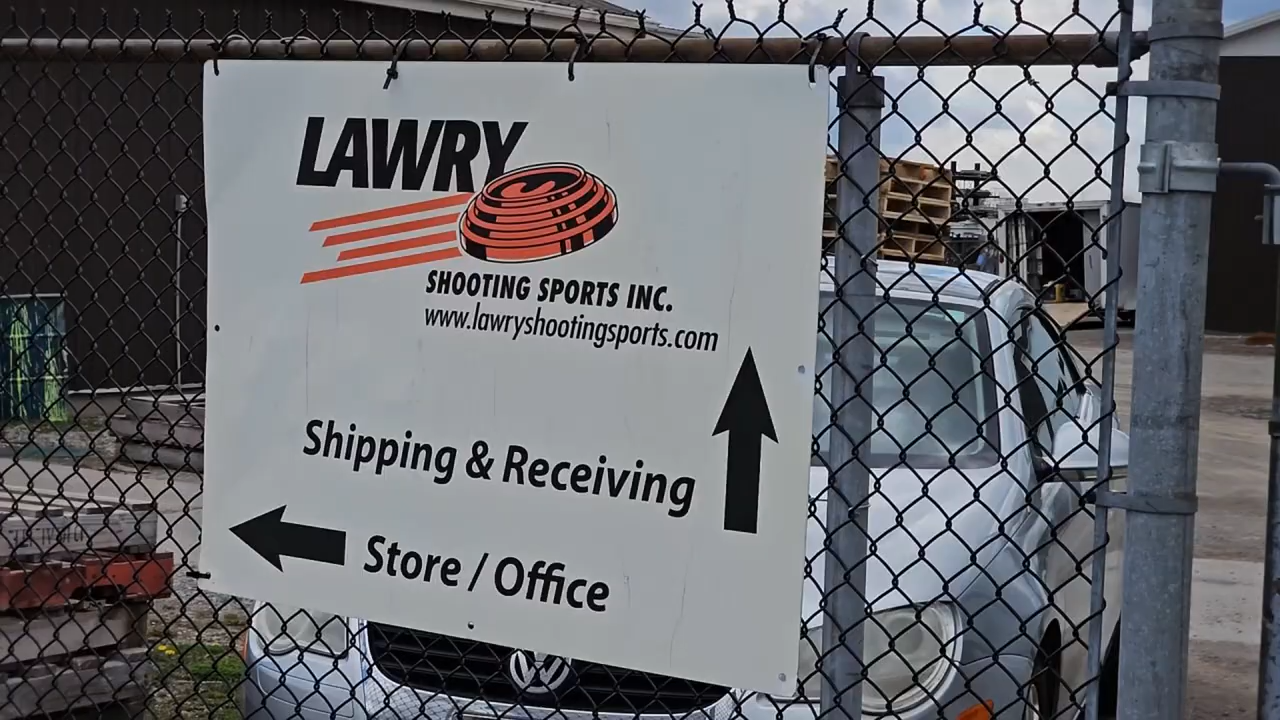 LAWRY
SHOOTING SPORTS INC.
www.lawryshootingsports.com
Shipping & Receiving
Store / Office